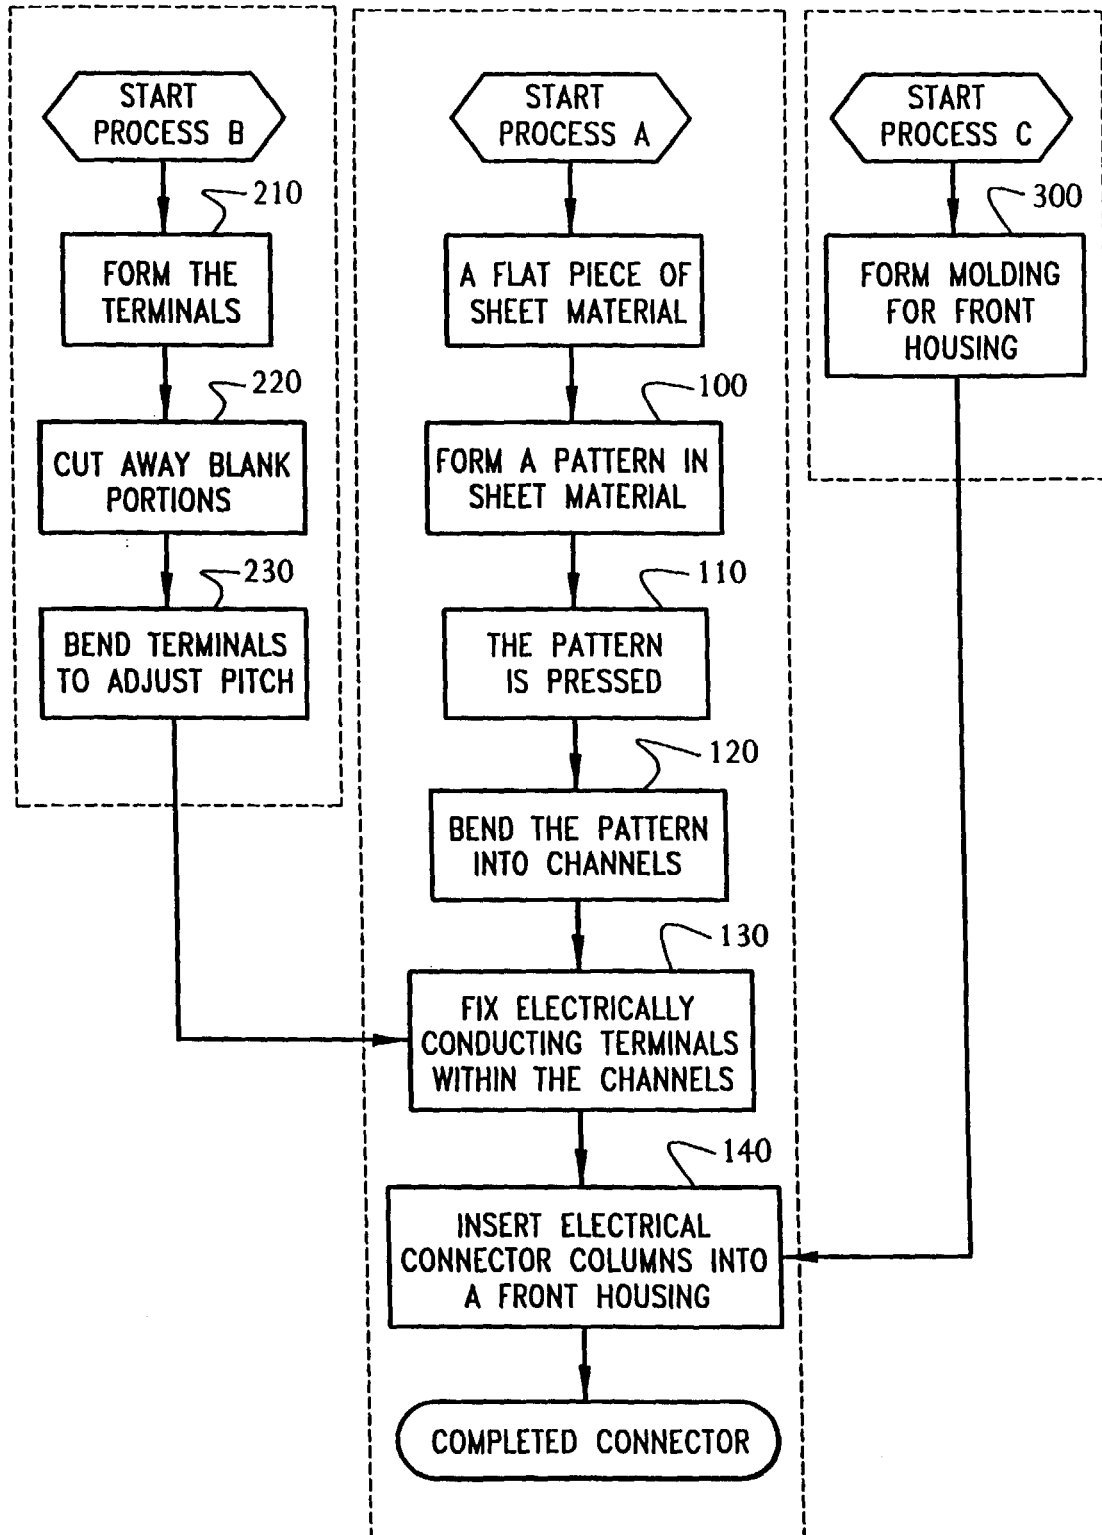 START
PROCESS B
210
FORM THE
TERMINALS
220
CUT AWAY BLANK
PORTIONS
230
BEND TERMINALS
TO ADJUST PITCH
START
PROCESS A
A FLAT PIECE OF
SHEET MATERIAL
100
FORM A PATTERN IN
SHEET MATERIAL
110
THE PATTERN
IS PRESSED
120
BEND THE PATTERN
INTO CHANNELS
130
FIX ELECTRICALLY
CONDUCTING TERMINALS
WITHIN THE CHANNELS
140
INSERT ELECTRICAL
CONNECTOR COLUMNS INTO
A FRONT HOUSING
COMPLETED CONNECTOR
START
PROCESS C
300
FORM MOLDING
FOR FRONT
HOUSING